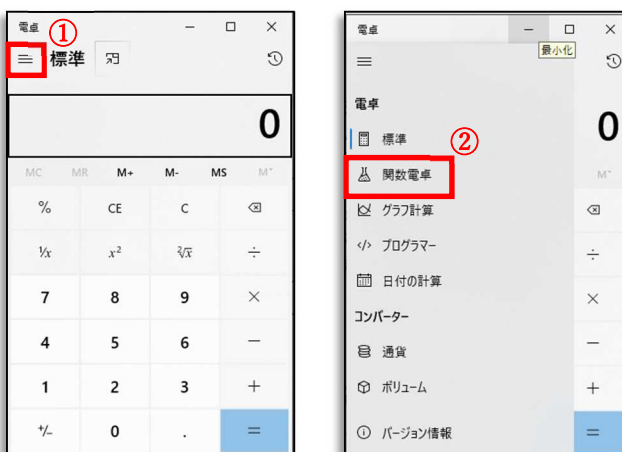 電卓
①
標準
0
MC MR M+ M- MS M˅
% CE C
¹/x x² ²√x ÷
7 8 9 ×
4 5 6 −
1 2 3 +
+/− 0 . =
電卓
最小化
電卓
0
標準
②
M˅
関数電卓
グラフ計算
</> プログラマー
÷
日付の計算
×
コンバーター
通貨
−
ボリューム
+
バージョン情報
=